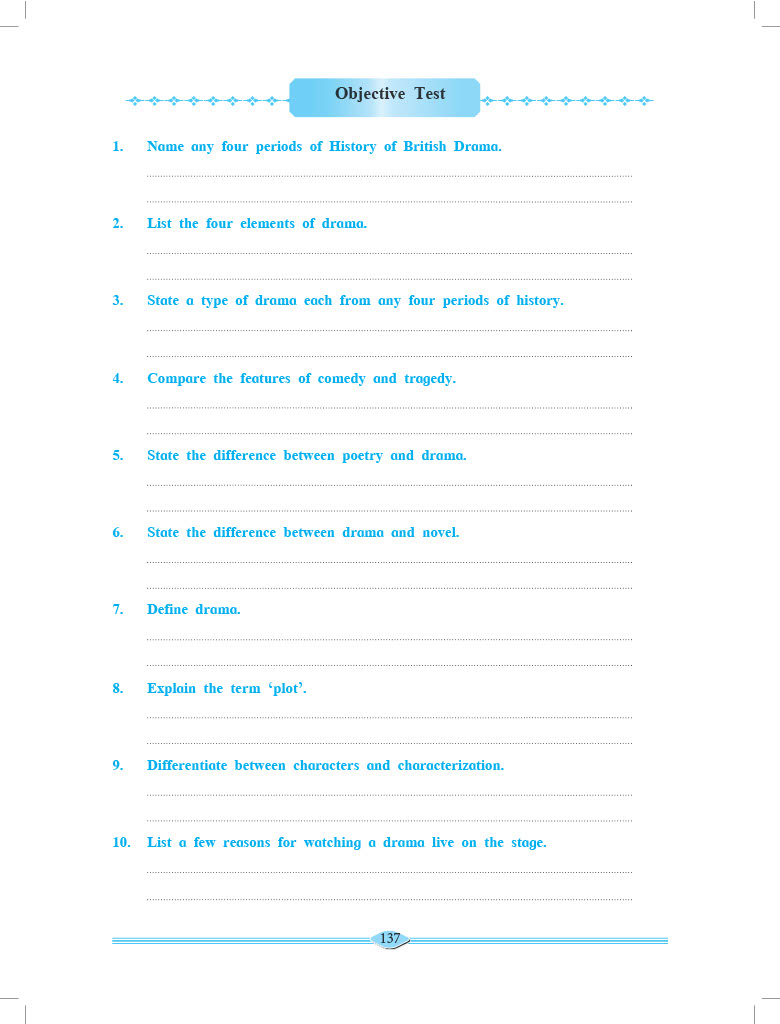 Objective Test
1. Name any four periods of History of British Drama.
2. List the four elements of drama.
3. State a type of drama each from any four periods of history.
4. Compare the features of comedy and tragedy.
5. State the difference between poetry and drama.
6. State the difference between drama and novel.
7. Define drama.
8. Explain the term ‘plot’.
9. Differentiate between characters and characterization.
10. List a few reasons for watching a drama live on the stage.
137